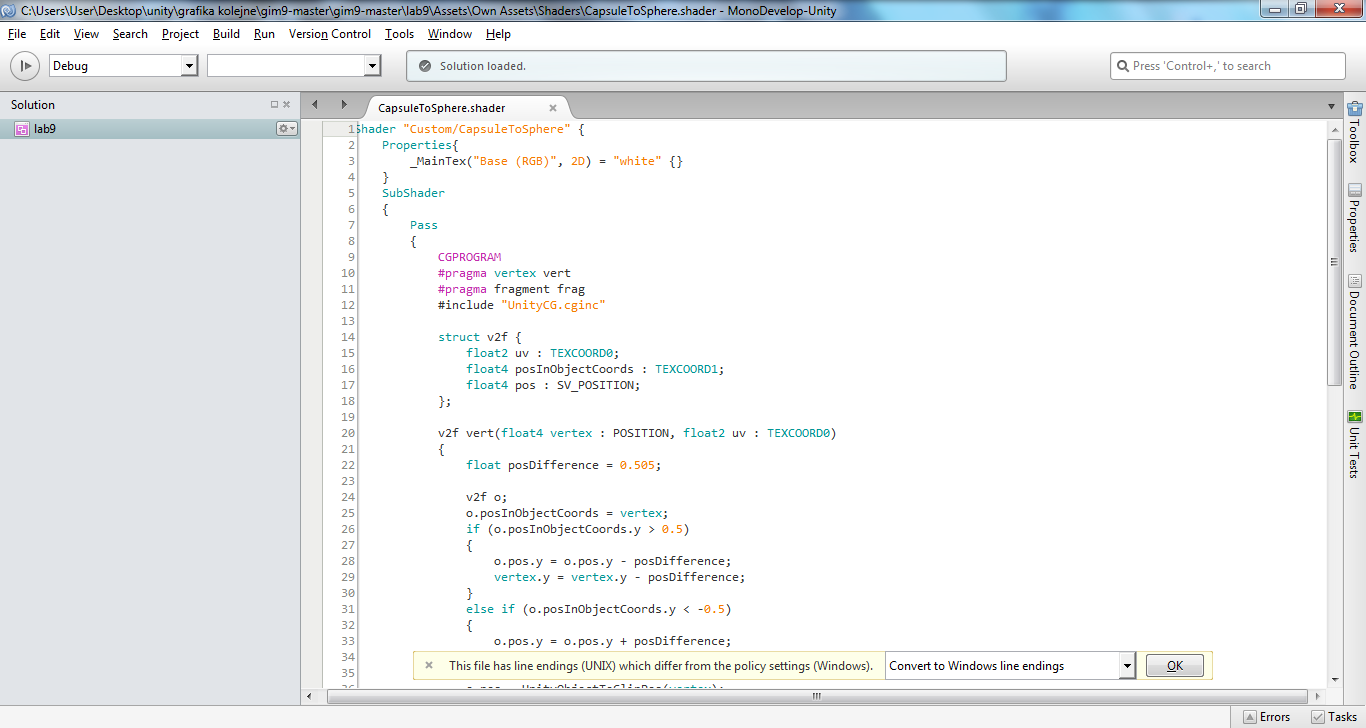 C:\Users\User\Desktop\unity\grafika kolejne\gim9-master\gim9-master\lab9\Assets\Own Assets\Shaders\CapsuleToSphere.shader - MonoDevelop-Unity
File Edit View Search Project Build Run Version Control Tools Window Help
Debug
Solution loaded.
Press 'Control+,' to search
Solution
lab9
CapsuleToSphere.shader
1 Shader "Custom/CapsuleToSphere" {
2 Properties{
3 _MainTex("Base (RGB)", 2D) = "white" {}
4 }
5 SubShader
6 {
7 Pass
8 {
9 CGPROGRAM
10 #pragma vertex vert
11 #pragma fragment frag
12 #include "UnityCG.cginc"
13
14 struct v2f {
15 float2 uv : TEXCOORD0;
16 float4 posInObjectCoords : TEXCOORD1;
17 float4 pos : SV_POSITION;
18 };
19
20 v2f vert(float4 vertex : POSITION, float2 uv : TEXCOORD0)
21 {
22 float posDifference = 0.505;
23
24 v2f o;
25 o.posInObjectCoords = vertex;
26 if (o.posInObjectCoords.y > 0.5)
27 {
28 o.pos.y = o.pos.y - posDifference;
29 vertex.y = vertex.y - posDifference;
30 }
31 else if (o.posInObjectCoords.y < -0.5)
32 {
33 o.pos.y = o.pos.y + posDifference;
34
35
This file has line endings (UNIX) which differ from the policy settings (Windows).
Convert to Windows line endings
OK
Toolbox
Properties
Document Outline
Unit Tests
Errors
Tasks